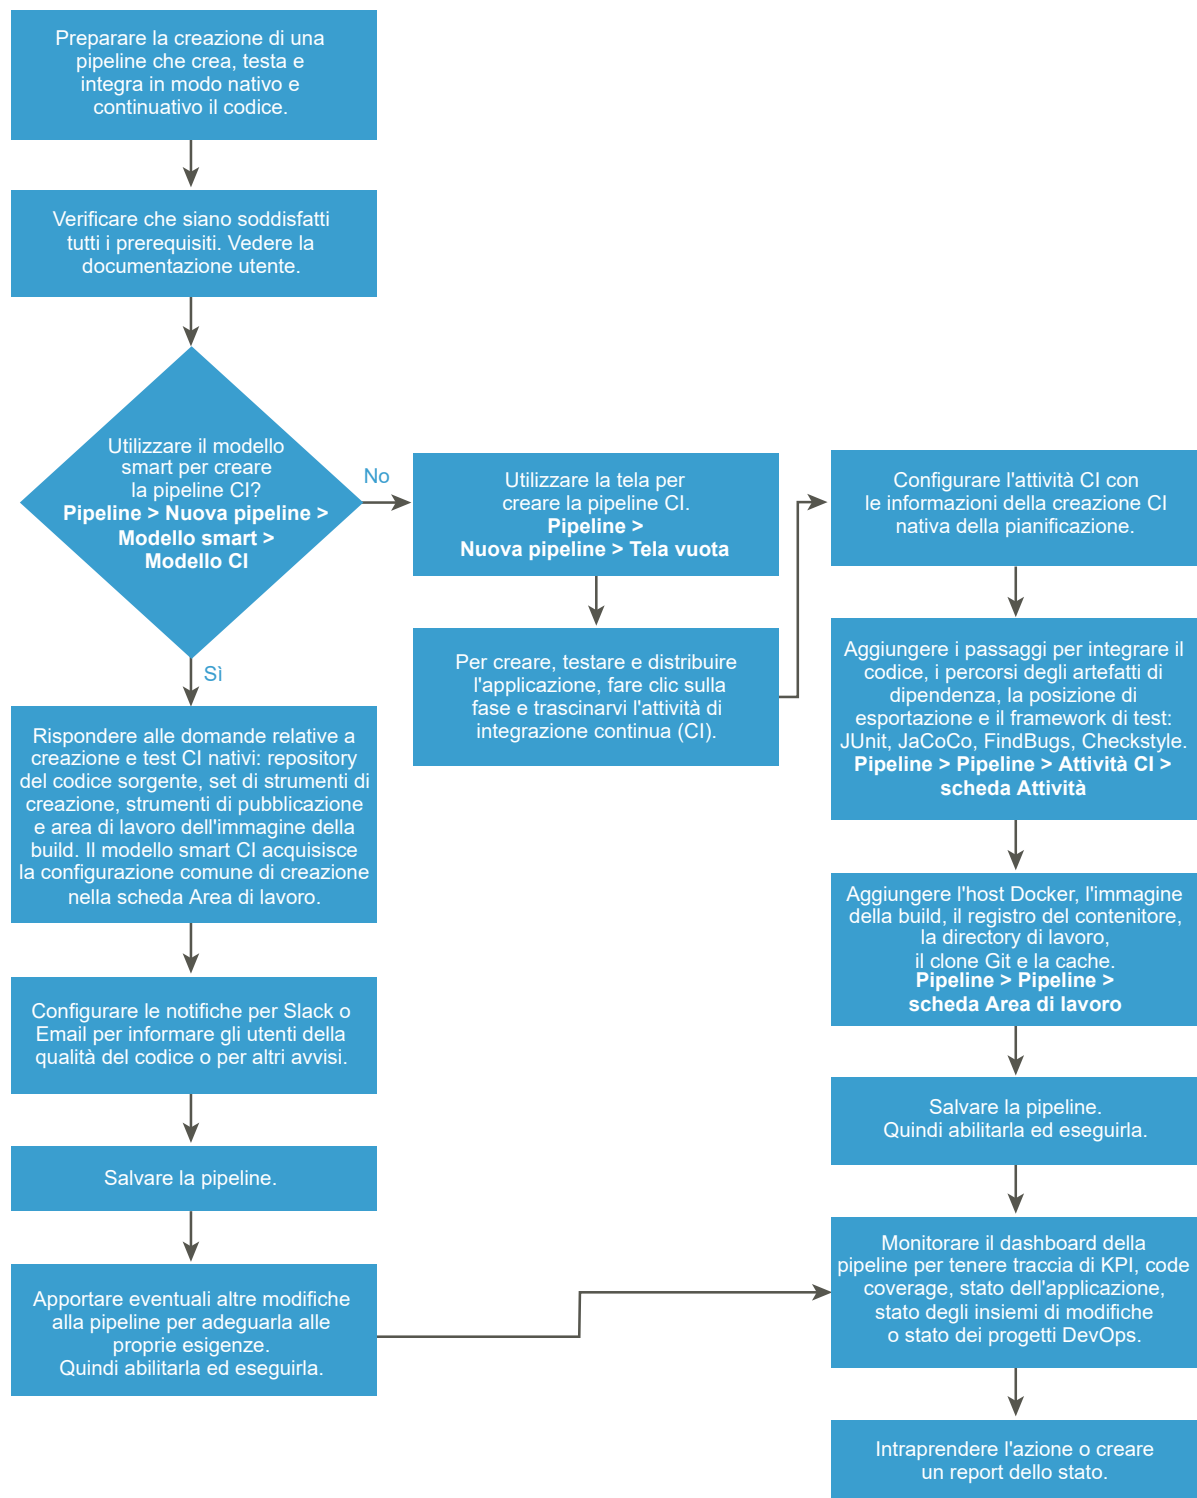 Preparare la creazione di una
pipeline che crea, testa e
integra in modo nativo e
continuativo il codice.
Verificare che siano soddisfatti
tutti i prerequisiti. Vedere la
documentazione utente.
Utilizzare il modello
smart per creare
la pipeline CI?
Pipeline > Nuova pipeline >
Modello smart >
Modello CI
No
Sì
Rispondere alle domande relative a
creazione e test CI nativi: repository
del codice sorgente, set di strumenti di
creazione, strumenti di pubblicazione
e area di lavoro dell'immagine della
build. Il modello smart CI acquisisce
la configurazione comune di creazione
nella scheda Area di lavoro.
Configurare le notifiche per Slack o
Email per informare gli utenti della
qualità del codice o per altri avvisi.
Salvare la pipeline.
Apportare eventuali altre modifiche
alla pipeline per adeguarla alle
proprie esigenze.
Quindi abilitarla ed eseguirla.
Utilizzare la tela per
creare la pipeline CI.
Pipeline >
Nuova pipeline > Tela vuota
Per creare, testare e distribuire
l'applicazione, fare clic sulla
fase e trascinarvi l'attività di
integrazione continua (CI).
Configurare l'attività CI con
le informazioni della creazione CI
nativa della pianificazione.
Aggiungere i passaggi per integrare il
codice, i percorsi degli artefatti di
dipendenza, la posizione di
esportazione e il framework di test:
JUnit, JaCoCo, FindBugs, Checkstyle.
Pipeline > Pipeline > Attività CI >
scheda Attività
Aggiungere l'host Docker, l'immagine
della build, il registro del contenitore,
la directory di lavoro,
il clone Git e la cache.
Pipeline > Pipeline >
scheda Area di lavoro
Salvare la pipeline.
Quindi abilitarla ed eseguirla.
Monitorare il dashboard della
pipeline per tenere traccia di KPI, code
coverage, stato dell'applicazione,
stato degli insiemi di modifiche
o stato dei progetti DevOps.
Intraprendere l'azione o creare
un report dello stato.